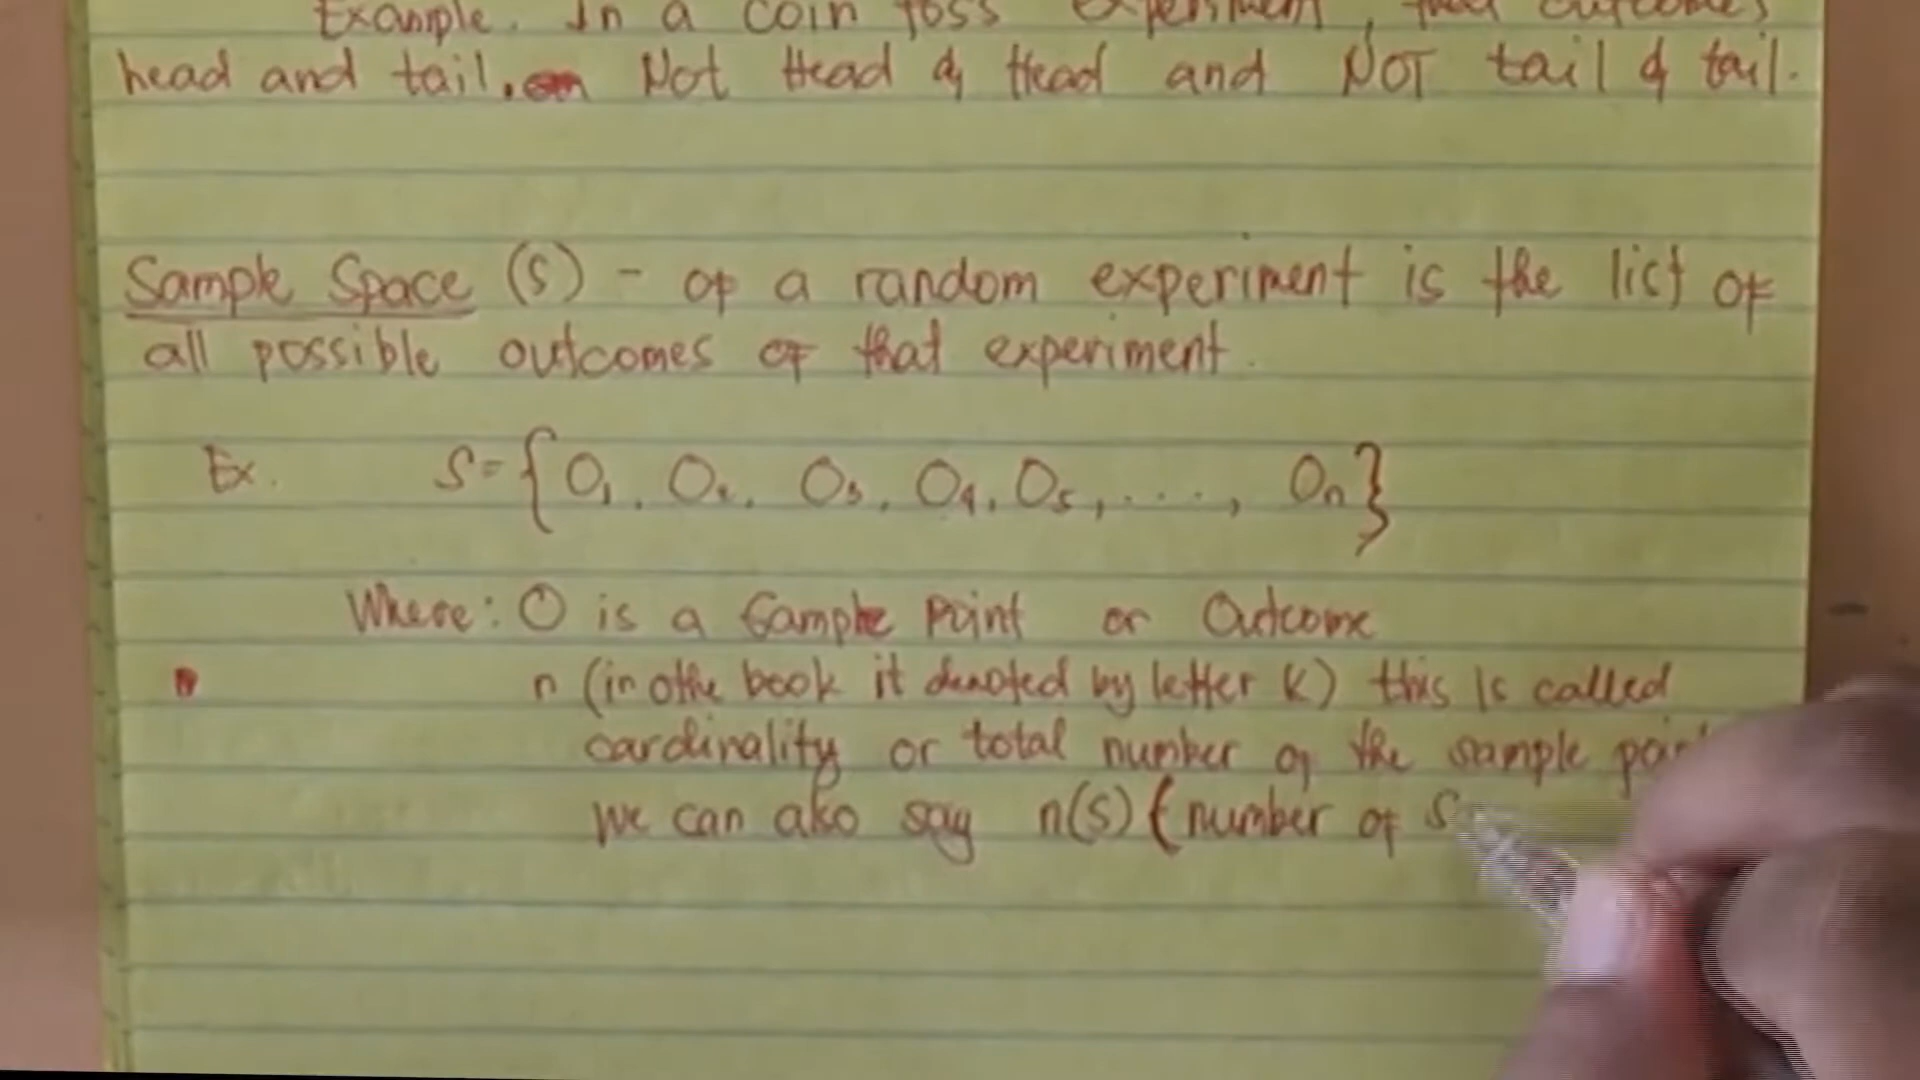 Example. In a coin toss experiment, outcomes
head and tail. Not Head & Head and NOT tail & tail.
Sample Space (S) - of a random experiment is the list of
all possible outcomes of that experiment.
Ex. S = {O1, O2, O3, O4, O5, ...., On}
Where: O is a Sample Point or Outcome
n (in othe book it denoted by letter K) this is called
cardinality or total number of the sample
we can also say n(S) (number of S